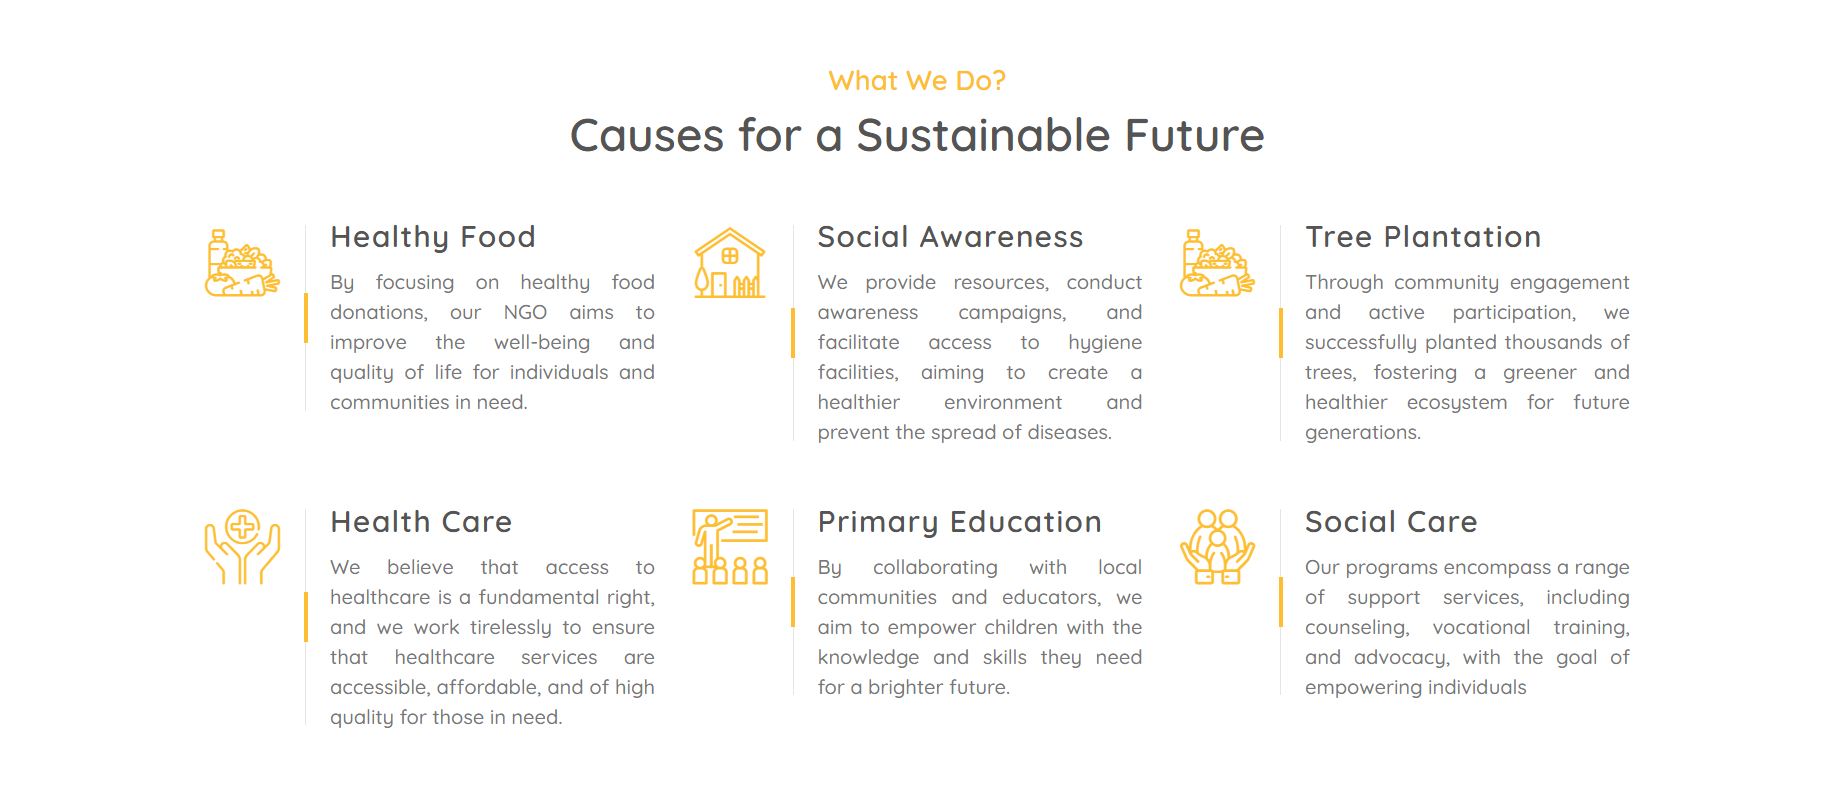 What We Do?
Causes for a Sustainable Future
Healthy Food
By focusing on healthy food
donations, our NGO aims to
improve the well-being and
quality of life for individuals and
communities in need.
Social Awareness
We provide resources, conduct
awareness campaigns, and
facilitate access to hygiene
facilities, aiming to create a
healthier environment and
prevent the spread of diseases.
Tree Plantation
Through community engagement
and active participation, we
successfully planted thousands of
trees, fostering a greener and
healthier ecosystem for future
generations.
Health Care
We believe that access to
healthcare is a fundamental right,
and we work tirelessly to ensure
that healthcare services are
accessible, affordable, and of high
quality for those in need.
Primary Education
By collaborating with local
communities and educators, we
aim to empower children with the
knowledge and skills they need
for a brighter future.
Social Care
Our programs encompass a range
of support services, including
counseling, vocational training,
and advocacy, with the goal of
empowering individuals